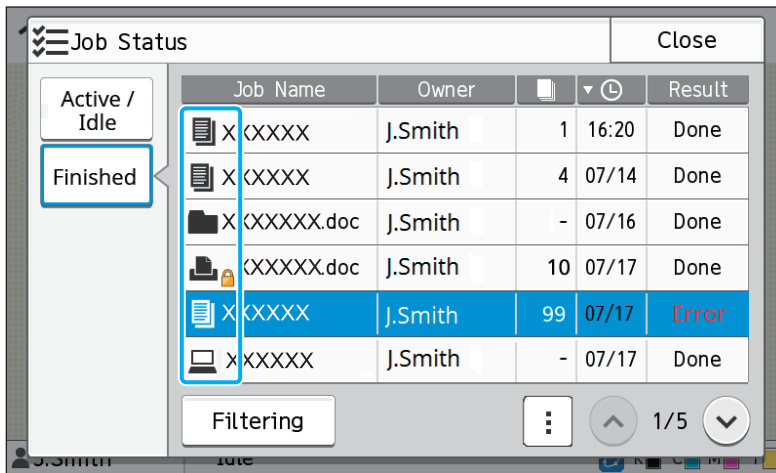 Job Status
Close
Active /
Idle
Finished
Job Name Owner Result
XXXXXX J.Smith 1 16:20 Done
XXXXXX J.Smith 4 07/14 Done
XXXXXXX.doc J.Smith - 07/16 Done
XXXXXX.doc J.Smith 10 07/17 Done
XXXXXX J.Smith 99 07/17 Error
XXXXXX J.Smith - 07/17 Done
Filtering 1/5
J.Smith Idle K C M Y